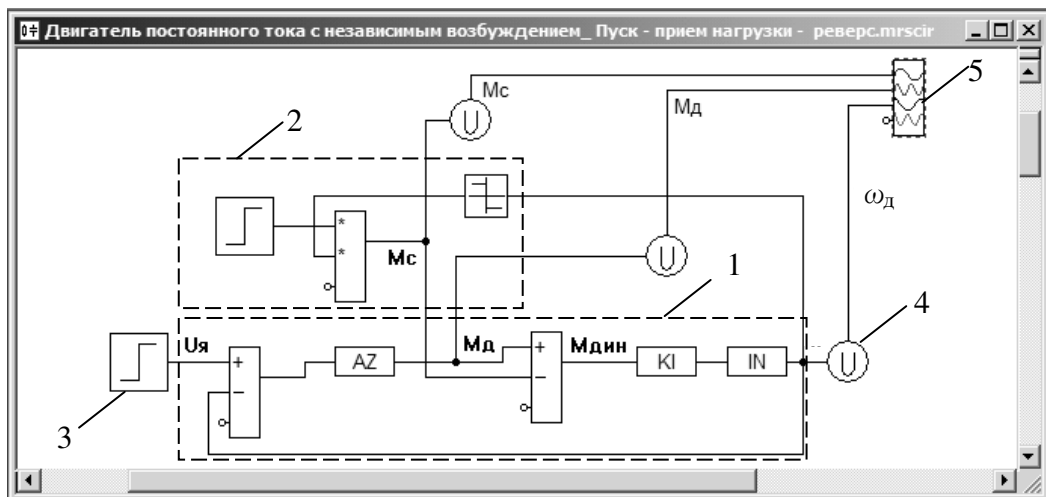 Двигатель постоянного тока с независимым возбуждением_ Пуск - прием нагрузки - реверс.mrscir
5
Мс
U
Мд
2
ω_д
*
*
Мс
U
1
4
Uя
+
−
AZ
Мд
+
−
Мдин
KI
IN
U
3